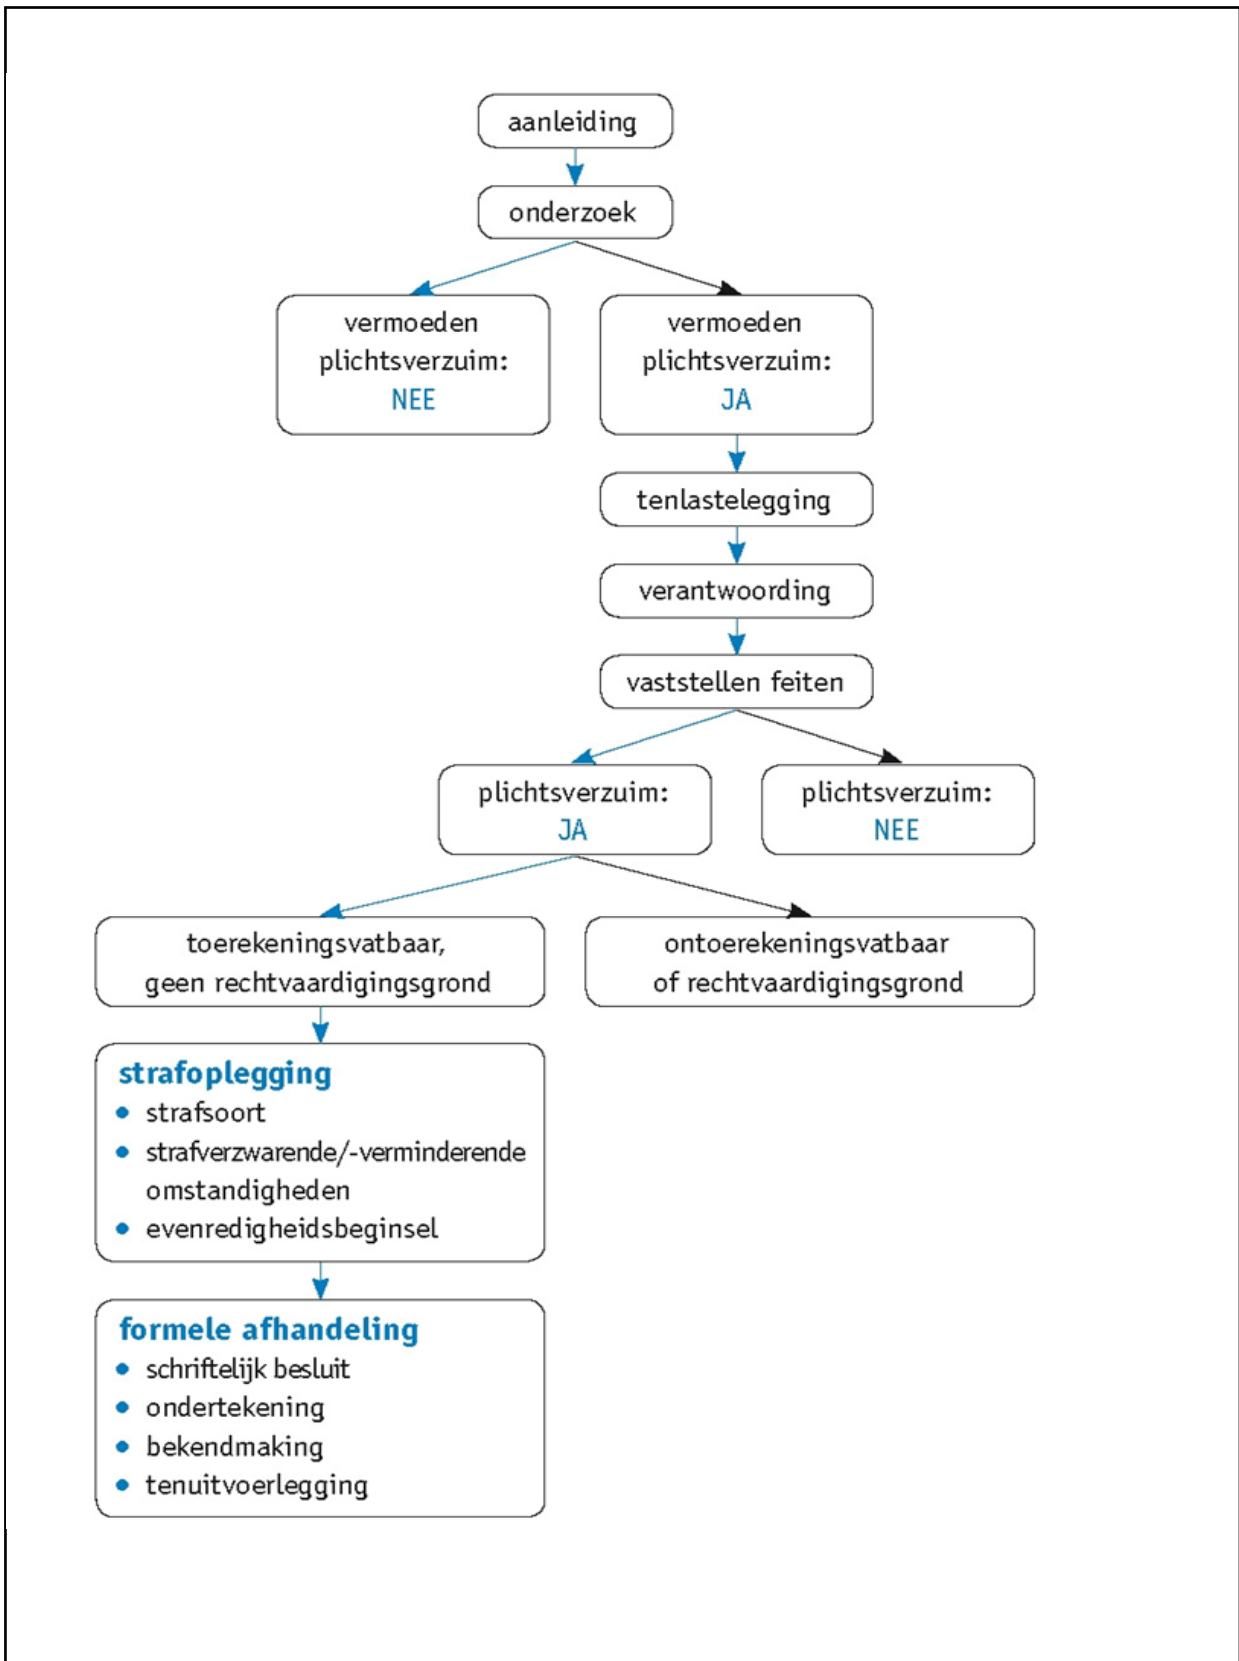 aanleiding
onderzoek
vermoeden
plichtsverzuim:
NEE
vermoeden
plichtsverzuim:
JA
tenlastelegging
verantwoording
vaststellen feiten
plichtsverzuim:
JA
plichtsverzuim:
NEE
toerekeningsvatbaar,
geen rechtvaardigingsgrond
ontoerekeningsvatbaar
of rechtvaardigingsgrond
strafoplegging
• strafsoort
• strafverzwarende/-verminderende
omstandigheden
• evenredigheidsbeginsel
formele afhandeling
• schriftelijk besluit
• ondertekening
• bekendmaking
• tenuitvoerlegging